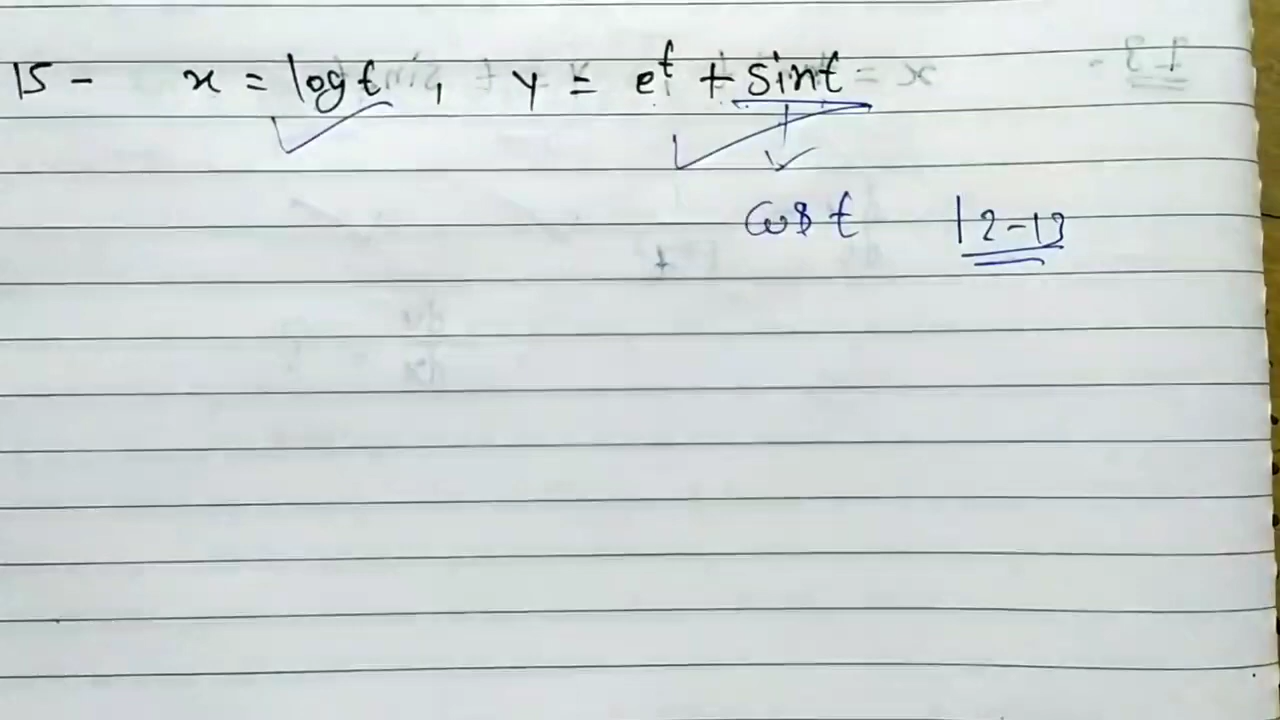 15 - x = log t , y = e^t + sint
cos t 12-13